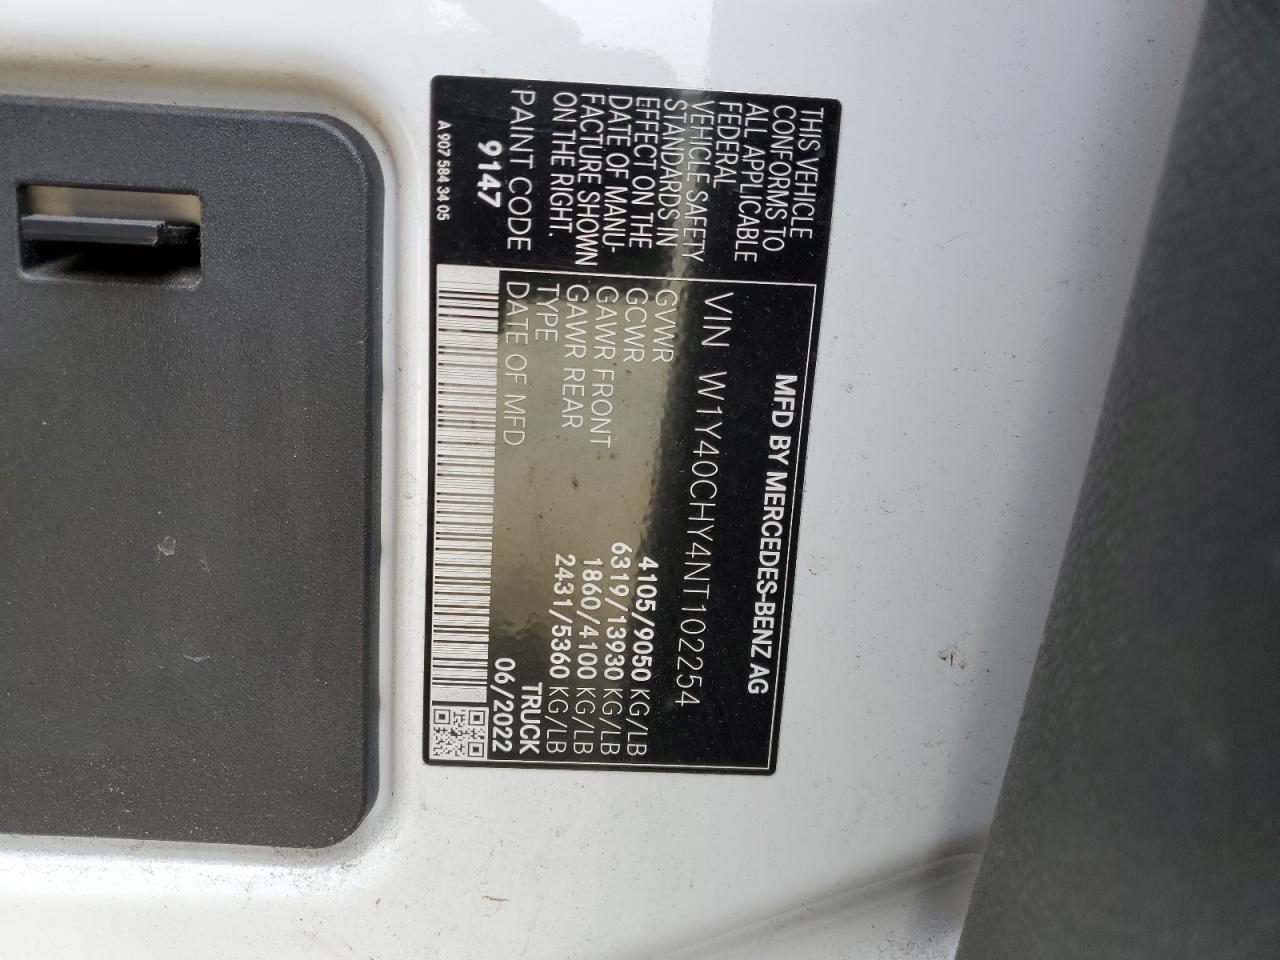 MFD BY MERCEDES-BENZ AG
VIN W1Y40CHY4NT102254
GVWR 4105/9050 KG/LB
GCWR 6319/13930 KG/LB
GAWR FRONT 1860/4100 KG/LB
GAWR REAR 2431/5360 KG/LB
TYPE TRUCK
DATE OF MFD 06/2022
THIS VEHICLE
CONFORMS TO
ALL APPLICABLE
FEDERAL
VEHICLE SAFETY
STANDARDS IN
EFFECT ON THE
DATE OF MANU-
FACTURE SHOWN
ON THE RIGHT.
PAINT CODE
9147
A 907 584 34 05